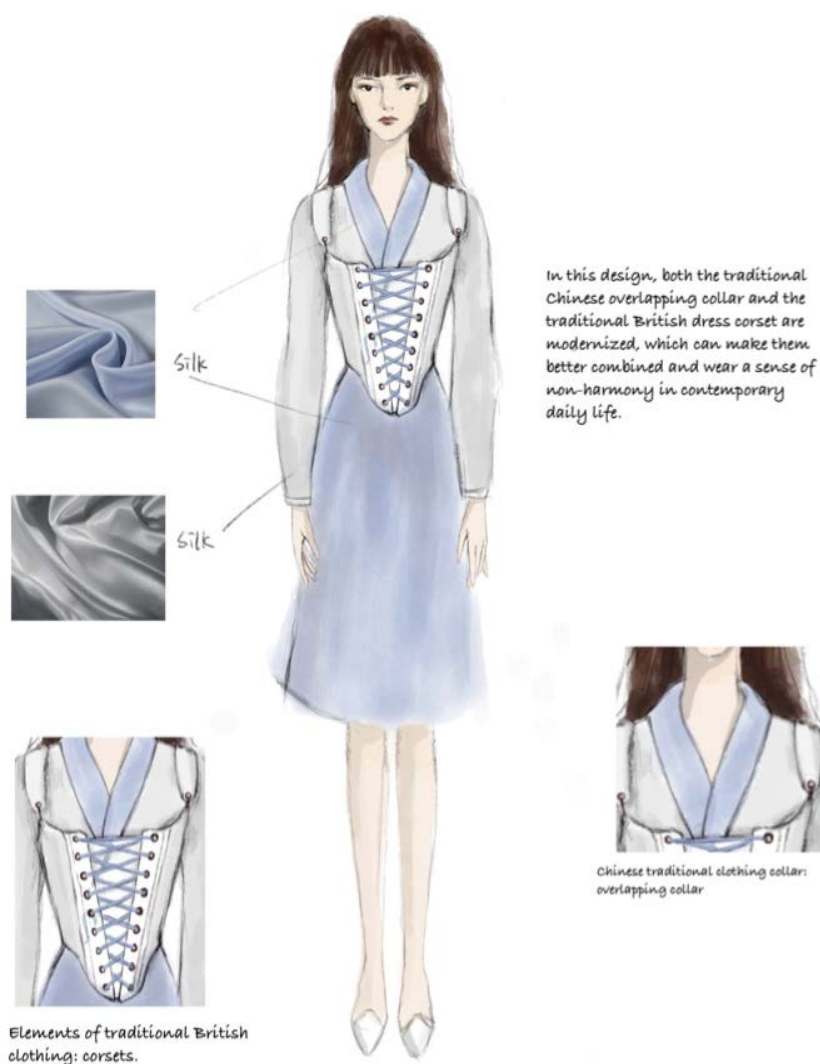 In this design, both the traditional
Chinese overlapping collar and the
traditional British dress corset are
modernized, which can make them
better combined and wear a sense of
non-harmony in contemporary
daily life.
Silk
Silk
Chinese traditional clothing collar:
overlapping collar
Elements of traditional British
clothing: corsets.